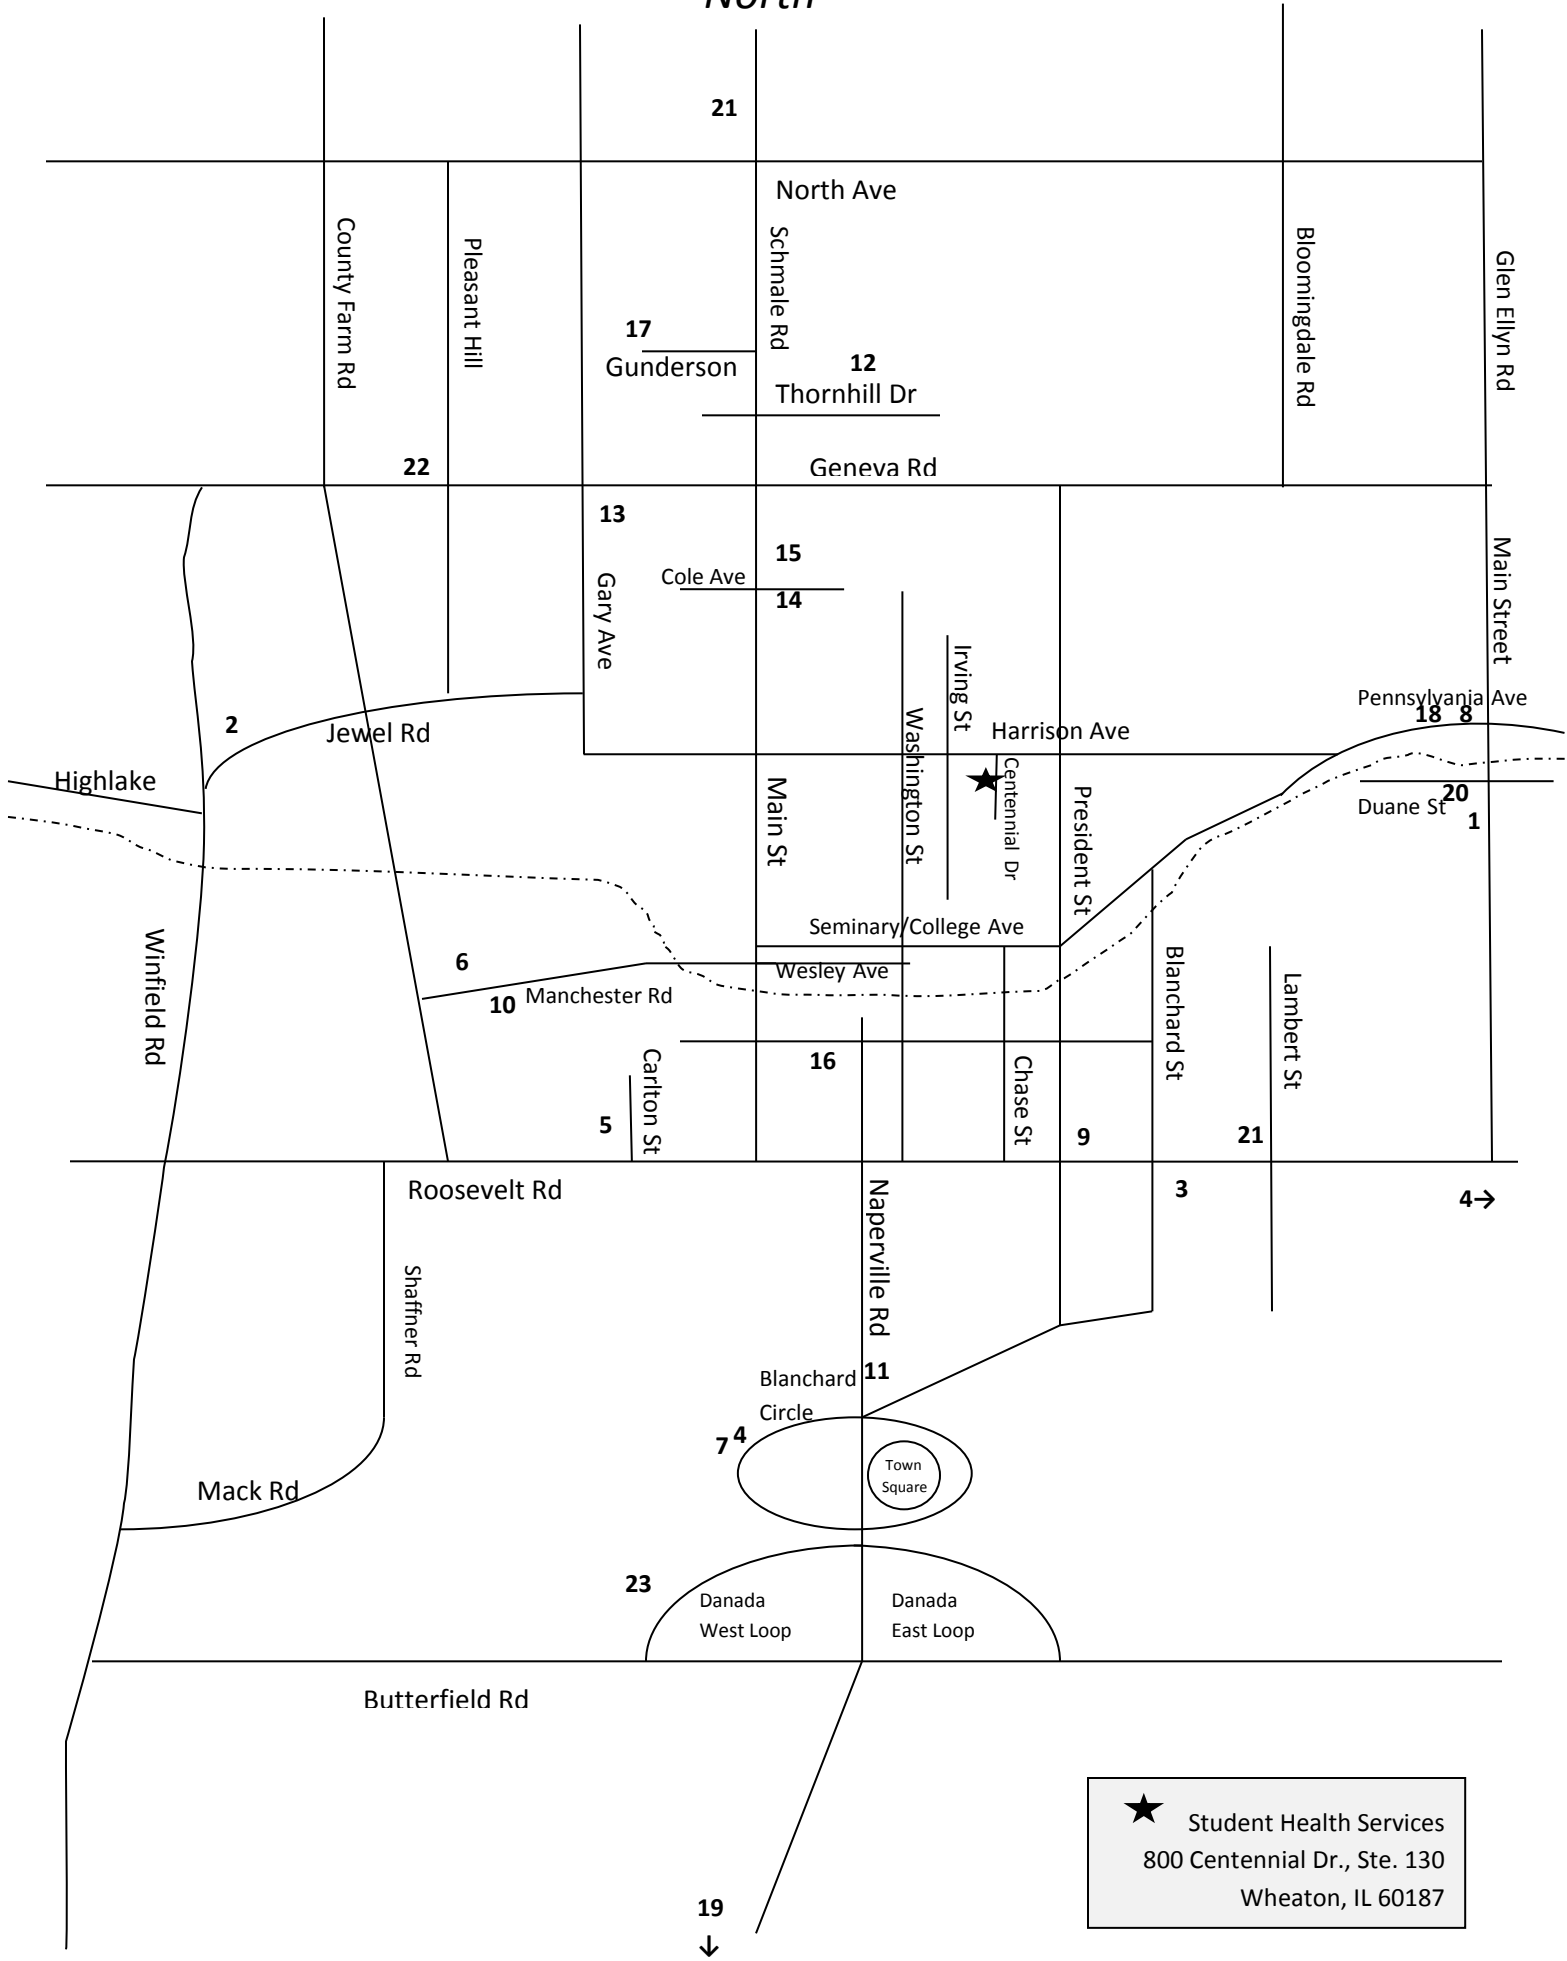 North
21
North Ave
County Farm Rd
Pleasant Hill
Schmale Rd
Bloomingdale Rd
Glen Ellyn Rd
17
Gunderson
12
Thornhill Dr
22
Geneva Rd
13
15
Cole Ave
14
Gary Ave
Main Street
Irving St
Pennsylvania Ave
18 8
2
Jewel Rd
Washington St
Harrison Ave
Highlake
Main St
Centennial Dr
President St
20
Duane St
1
Seminary/College Ave
Winfield Rd
6
Wesley Ave
10
Manchester Rd
Blanchard St
Lambert St
16
Carlton St
Chase St
5
9
21
Roosevelt Rd
3
4→
Naperville Rd
Shaffner Rd
Blanchard
Circle
11
7 4
Town
Square
Mack Rd
23
Danada
West Loop
Danada
East Loop
Butterfield Rd
Student Health Services
800 Centennial Dr., Ste. 130
Wheaton, IL 60187
19
↓